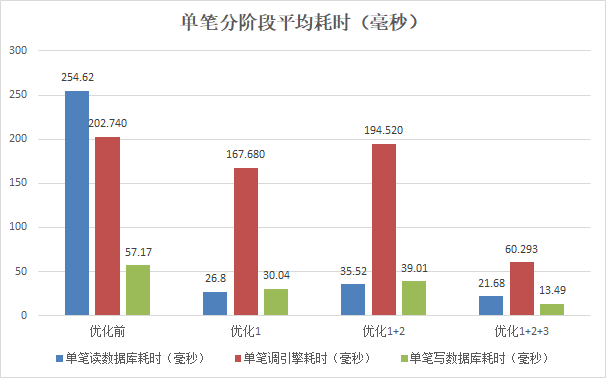 单笔分阶段平均耗时（毫秒）
300
250
200
150
100
50
0
254.62
202.740
57.17
26.8
167.680
30.04
35.52
194.520
39.01
21.68
60.293
13.49
优化前
优化1
优化1+2
优化1+2+3
单笔读数据库耗时（毫秒）
单笔调引擎耗时（毫秒）
单笔写数据库耗时（毫秒）